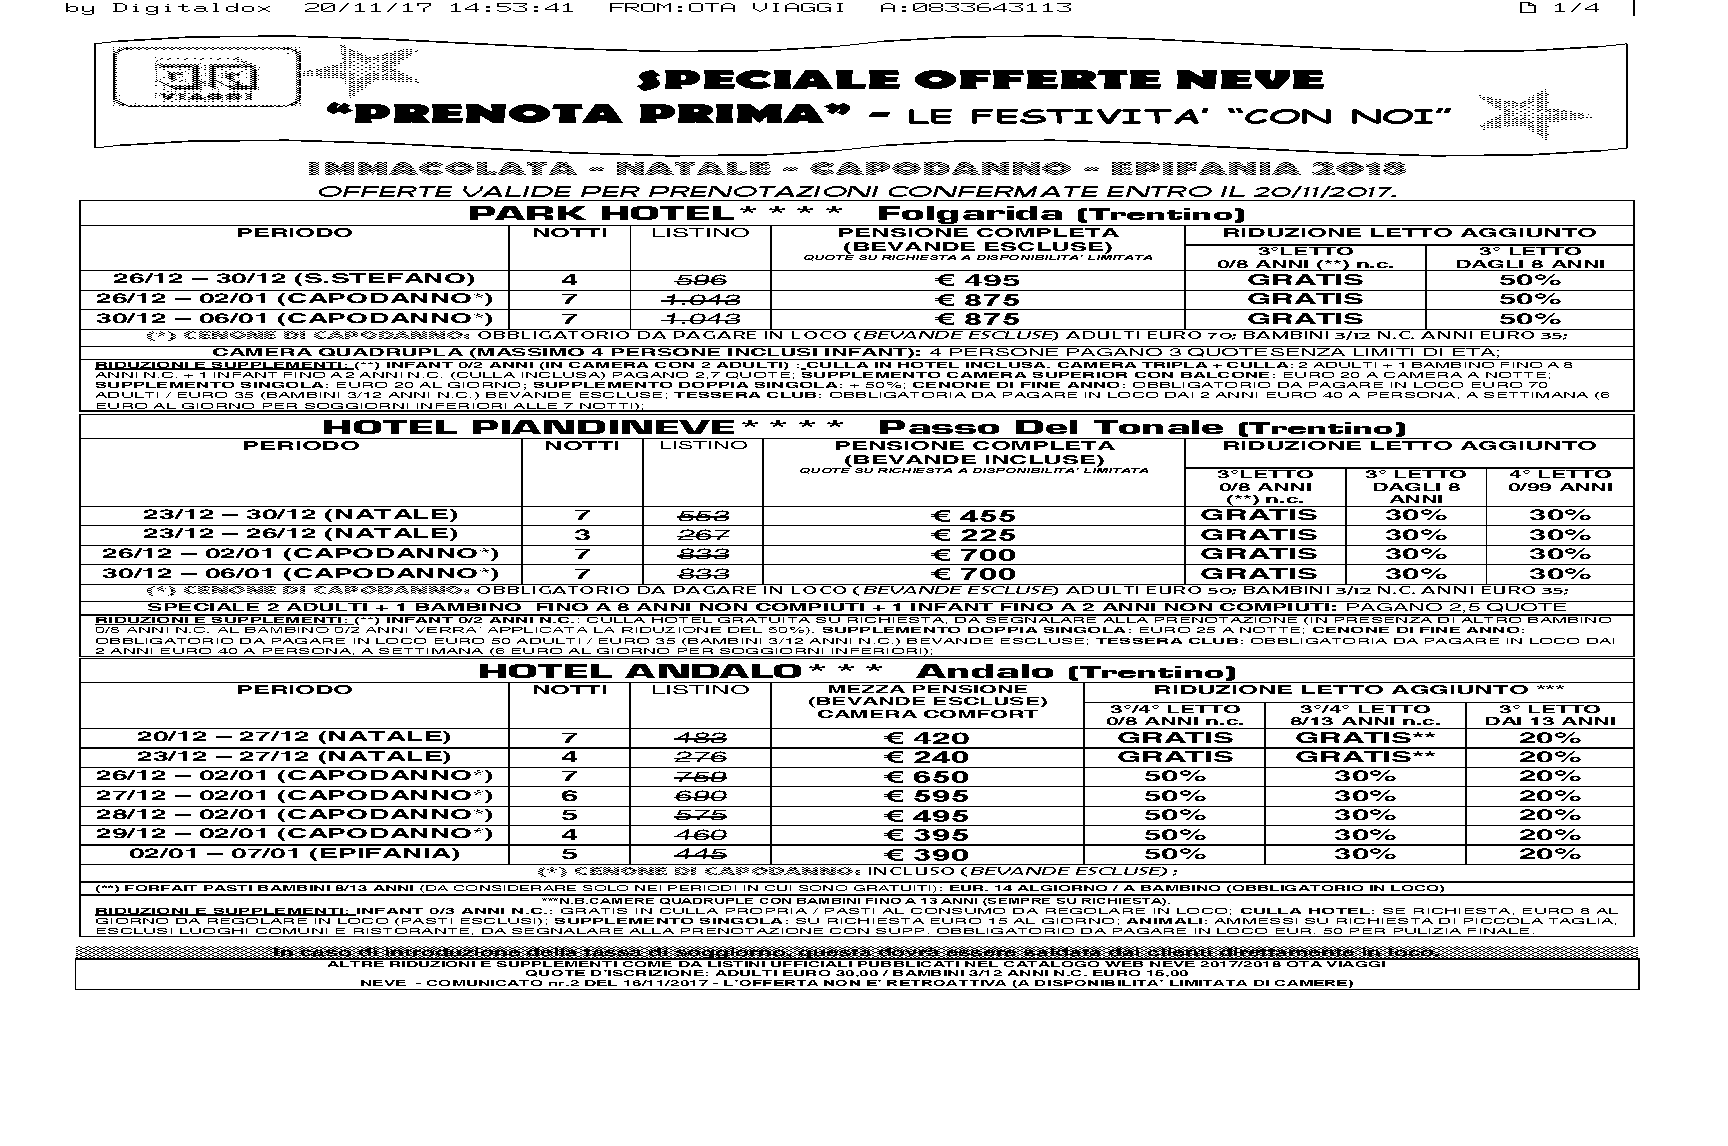 by Digitaldox 20/11/17 14:53:41 FROM:OTA VIAGGI A:0833643113 1/4
VIAGGI
SPECIALE OFFERTE NEVE
“PRENOTA PRIMA” - LE FESTIVITA’ “CON NOI”
IMMACOLATA - NATALE - CAPODANNO - EPIFANIA 2018
OFFERTE VALIDE PER PRENOTAZIONI CONFERMATE ENTRO IL 20/11/2017.
PARK HOTEL**** Folgarida (Trentino)
PERIODO NOTTI LISTINO PENSIONE COMPLETA RIDUZIONE LETTO AGGIUNTO
(BEVANDE ESCLUSE)
QUOTE SU RICHIESTA A DISPONIBILITA’ LIMITATA
3°LETTO 3° LETTO
0/8 ANNI (**) n.c. DAGLI 8 ANNI
26/12 – 30/12 (S.STEFANO) 4 596 € 495 GRATIS 50%
26/12 – 02/01 (CAPODANNO*) 7 1.043 € 875 GRATIS 50%
30/12 – 06/01 (CAPODANNO*) 7 1.043 € 875 GRATIS 50%
(*) CENONE DI CAPODANNO: OBBLIGATORIO DA PAGARE IN LOCO (BEVANDE ESCLUSE) ADULTI EURO 70; BAMBINI 3/12 N.C. ANNI EURO 35;
CAMERA QUADRUPLA (MASSIMO 4 PERSONE INCLUSI INFANT): 4 PERSONE PAGANO 3 QUOTESENZA LIMITI DI ETA;
RIDUZIONI E SUPPLEMENTI: (**) INFANT 0/2 ANNI (IN CAMERA CON 2 ADULTI) : CULLA IN HOTEL INCLUSA. CAMERA TRIPLA + CULLA: 2 ADULTI + 1 BAMBINO FINO A 8
ANNI N.C. + 1 INFANT FINO A 2 ANNI N.C. (CULLA INCLUSA) PAGANO 2,7 QUOTE; SUPPLEMENTO CAMERA SUPERIOR CON BALCONE: EURO 20 A CAMERA A NOTTE;
SUPPLEMENTO SINGOLA: EURO 20 AL GIORNO; SUPPLEMENTO DOPPIA SINGOLA: + 50%; CENONE DI FINE ANNO: OBBLIGATORIO DA PAGARE IN LOCO EURO 70
ADULTI / EURO 35 (BAMBINI 3/12 ANNI N.C.) BEVANDE ESCLUSE; TESSERA CLUB: OBBLIGATORIA DA PAGARE IN LOCO DAI 2 ANNI EURO 40 A PERSONA, A SETTIMANA (6
EURO AL GIORNO PER SOGGIORNI INFERIORI ALLE 7 NOTTI);
HOTEL PIANDINEVE**** Passo Del Tonale (Trentino)
PERIODO NOTTI LISTINO PENSIONE COMPLETA RIDUZIONE LETTO AGGIUNTO
(BEVANDE INCLUSE)
QUOTE SU RICHIESTA A DISPONIBILITA’ LIMITATA
3°LETTO 3° LETTO 4° LETTO
0/8 ANNI DAGLI 8 0/99 ANNI
(**) n.c. ANNI
23/12 – 30/12 (NATALE) 7 553 € 455 GRATIS 30% 30%
23/12 – 26/12 (NATALE) 3 267 € 225 GRATIS 30% 30%
26/12 – 02/01 (CAPODANNO*) 7 833 € 700 GRATIS 30% 30%
30/12 – 06/01 (CAPODANNO*) 7 833 € 700 GRATIS 30% 30%
(*) CENONE DI CAPODANNO: OBBLIGATORIO DA PAGARE IN LOCO (BEVANDE ESCLUSE) ADULTI EURO 50; BAMBINI 3/12 N.C. ANNI EURO 35;
SPECIALE 2 ADULTI + 1 BAMBINO FINO A 8 ANNI NON COMPIUTI + 1 INFANT FINO A 2 ANNI NON COMPIUTI: PAGANO 2,5 QUOTE
RIDUZIONI E SUPPLEMENTI: (**) INFANT 0/2 ANNI N.C.: CULLA HOTEL GRATUITA SU RICHIESTA, DA SEGNALARE ALLA PRENOTAZIONE (IN PRESENZA DI ALTRO BAMBINO
0/8 ANNI N.C. AL BAMBINO 0/2 ANNI VERRA’ APPLICATA LA RIDUZIONE DEL 50%). SUPPLEMENTO DOPPIA SINGOLA: EURO 25 A NOTTE; CENONE DI FINE ANNO:
OBBLIGATORIO DA PAGARE IN LOCO EURO 50 ADULTI / EURO 35 (BAMBINI 3/12 ANNI N.C.) BEVANDE ESCLUSE; TESSERA CLUB: OBBLIGATORIA DA PAGARE IN LOCO DAI
2 ANNI EURO 40 A PERSONA, A SETTIMANA (6 EURO AL GIORNO PER SOGGIORNI INFERIORI);
HOTEL ANDALO*** Andalo (Trentino)
PERIODO NOTTI LISTINO MEZZA PENSIONE RIDUZIONE LETTO AGGIUNTO ***
(BEVANDE ESCLUSE)
CAMERA COMFORT
3°/4° LETTO 3°/4° LETTO 3° LETTO
0/8 ANNI n.c. 8/13 ANNI n.c. DAI 13 ANNI
20/12 – 27/12 (NATALE) 7 483 € 420 GRATIS GRATIS** 20%
23/12 – 27/12 (NATALE) 4 276 € 240 GRATIS GRATIS** 20%
26/12 – 02/01 (CAPODANNO*) 7 750 € 650 50% 30% 20%
27/12 – 02/01 (CAPODANNO*) 6 690 € 595 50% 30% 20%
28/12 – 02/01 (CAPODANNO*) 5 575 € 495 50% 30% 20%
29/12 – 02/01 (CAPODANNO*) 4 460 € 395 50% 30% 20%
02/01 – 07/01 (EPIFANIA) 5 445 € 390 50% 30% 20%
(*) CENONE DI CAPODANNO: INCLUSO (BEVANDE ESCLUSE) ;
(**) FORFAIT PASTI BAMBINI 8/13 ANNI (DA CONSIDERARE SOLO NEI PERIODI IN CUI SONO GRATUITI): EUR. 14 ALGIORNO / A BAMBINO (OBBLIGATORIO IN LOCO)
***N.B.CAMERE QUADRUPLE CON BAMBINI FINO A 13 ANNI (SEMPRE SU RICHIESTA).
RIDUZIONI E SUPPLEMENTI: INFANT 0/3 ANNI N.C.: GRATIS IN CULLA PROPRIA / PASTI AL CONSUMO DA REGOLARE IN LOCO; CULLA HOTEL: SE RICHIESTA, EURO 8 AL
GIORNO DA REGOLARE IN LOCO (PASTI ESCLUSI); SUPPLEMENTO SINGOLA: SU RICHIESTA EURO 15 AL GIORNO; ANIMALI: AMMESSI SU RICHIESTA DI PICCOLA TAGLIA,
ESCLUSI LUOGHI COMUNI E RISTORANTE, DA SEGNALARE ALLA PRENOTAZIONE CON SUPP. OBBLIGATORIO DA PAGARE IN LOCO EUR. 50 PER PULIZIA FINALE.
In caso di introduzione della tassa di soggiorno, questa dovrà essere saldata dai clienti direttamente in loco.
ALTRE RIDUZIONI E SUPPLEMENTI COME DA LISTINI UFFICIALI PUBBLICATI NEL CATALOGO WEB NEVE 2017/2018 OTA VIAGGI
QUOTE D’ISCRIZIONE: ADULTI EURO 30,00 / BAMBINI 3/12 ANNI N.C. EURO 15,00
NEVE - COMUNICATO nr.2 DEL 16/11/2017 - L’OFFERTA NON E’ RETROATTIVA (A DISPONIBILITA’ LIMITATA DI CAMERE)